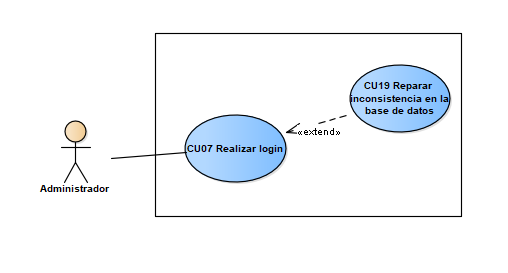 CU19 Reparar
inconsistencia en la
base de datos
«extend»
CU07 Realizar login
Administrador